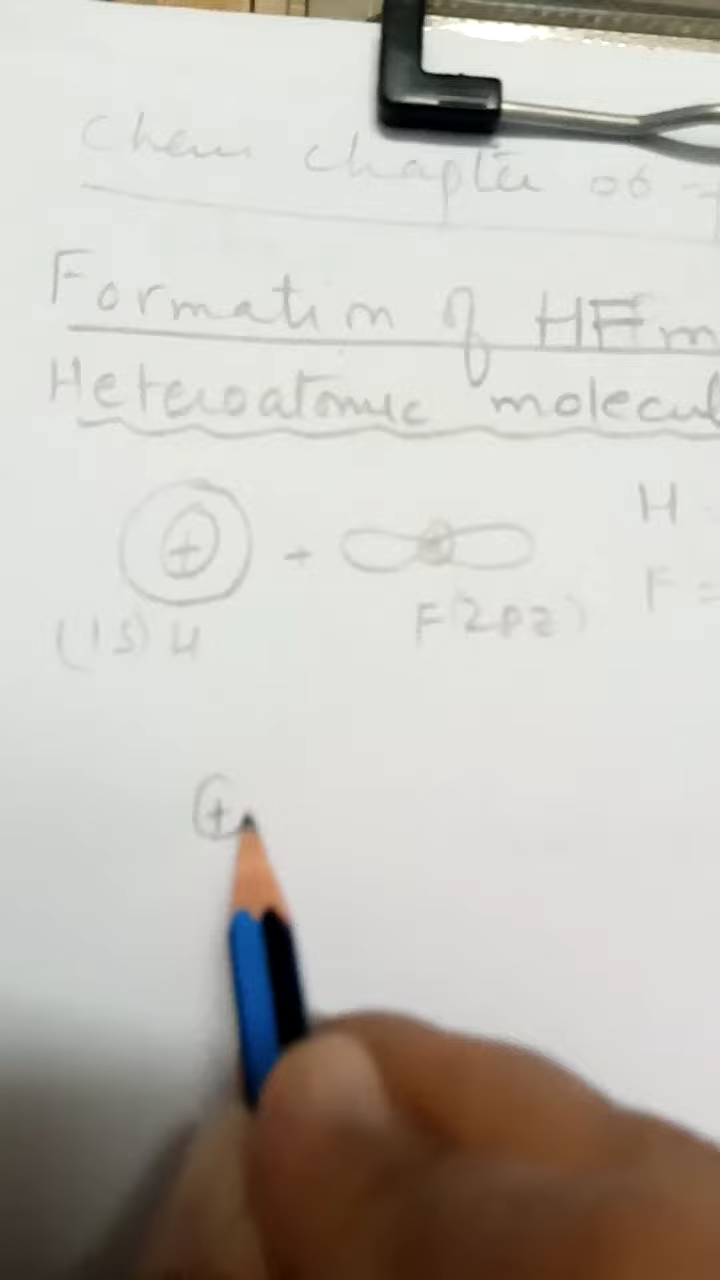 Chem chapter 06 -
Formation of HF m
Heteroatomic molecul
+ + H
F =
(1S) H F(2Pz)
+